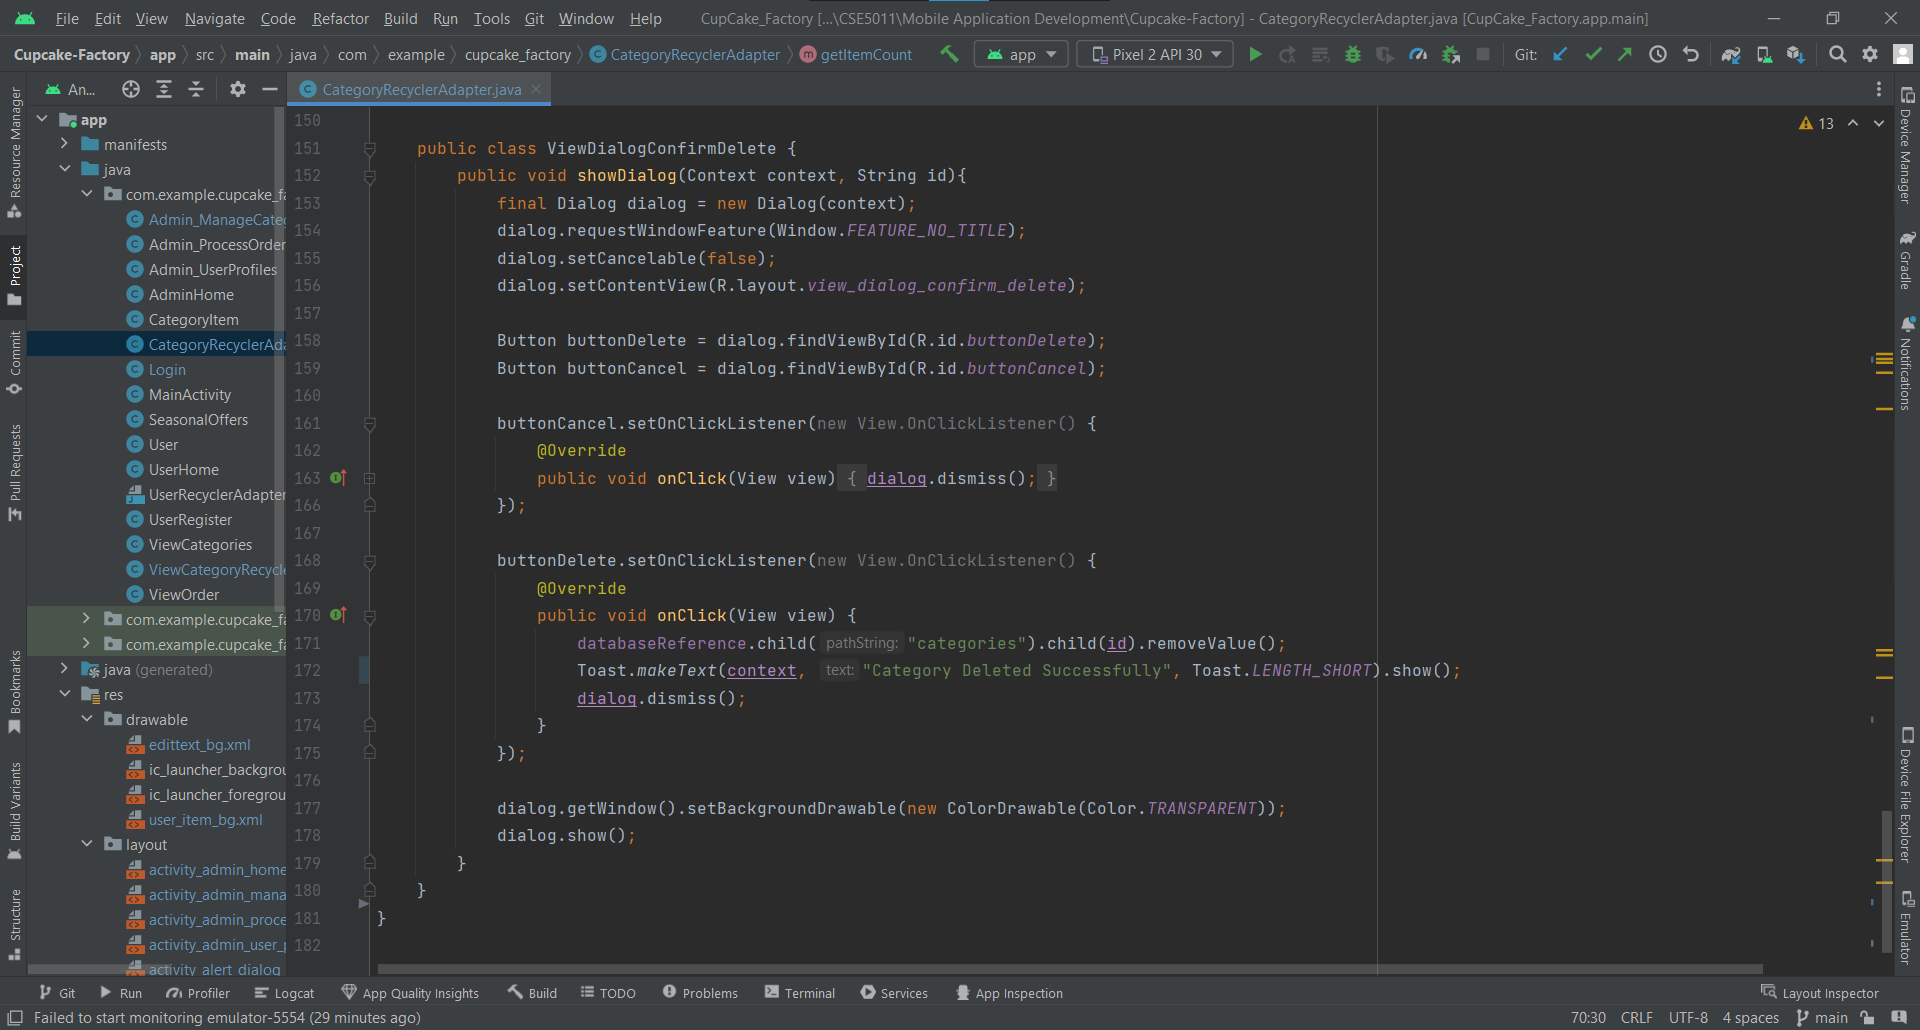 File Edit View Navigate Code Refactor Build Run Tools Git Window Help CupCake_Factory [...\CSE5011\Mobile Application Development\Cupcake-Factory] - CategoryRecyclerAdapter.java [CupCake_Factory.app.main]
Cupcake-Factory app src main java com example cupcake_factory CategoryRecyclerAdapter getItemCount app Pixel 2 API 30 Git:
An... CategoryRecyclerAdapter.java
Resource Manager
Project
Commit
Pull Requests
Bookmarks
Build Variants
Structure
app
manifests
java
com.example.cupcake_fa
Admin_ManageCateg
Admin_ProcessOrder
Admin_UserProfiles
AdminHome
CategoryItem
CategoryRecyclerAda
Login
MainActivity
SeasonalOffers
User
UserHome
UserRecyclerAdapter
UserRegister
ViewCategories
ViewCategoryRecycle
ViewOrder
com.example.cupcake_fa
com.example.cupcake_fa
java (generated)
res
drawable
edittext_bg.xml
ic_launcher_backgrou
ic_launcher_foregrou
user_item_bg.xml
layout
activity_admin_home
activity_admin_mana
activity_admin_proce
activity_admin_user_p
activity_alert_dialog
13
150
151 public class ViewDialogConfirmDelete {
152 public void showDialog(Context context, String id){
153 final Dialog dialog = new Dialog(context);
154 dialog.requestWindowFeature(Window.FEATURE_NO_TITLE);
155 dialog.setCancelable(false);
156 dialog.setContentView(R.layout.view_dialog_confirm_delete);
157
158 Button buttonDelete = dialog.findViewById(R.id.buttonDelete);
159 Button buttonCancel = dialog.findViewById(R.id.buttonCancel);
160
161 buttonCancel.setOnClickListener(new View.OnClickListener() {
162 @Override
163 public void onClick(View view) { dialog.dismiss(); }
166 });
167
168 buttonDelete.setOnClickListener(new View.OnClickListener() {
169 @Override
170 public void onClick(View view) {
171 databaseReference.child( pathString: "categories").child(id).removeValue();
172 Toast.makeText(context, text: "Category Deleted Successfully", Toast.LENGTH_SHORT).show();
173 dialog.dismiss();
174 }
175 });
176
177 dialog.getWindow().setBackgroundDrawable(new ColorDrawable(Color.TRANSPARENT));
178 dialog.show();
179 }
180 }
181 }
182
Device Manager
Gradle
Notifications
Device File Explorer
Emulator
Git Run Profiler Logcat App Quality Insights Build TODO Problems Terminal Services App Inspection Layout Inspector
Failed to start monitoring emulator-5554 (29 minutes ago) 70:30 CRLF UTF-8 4 spaces main